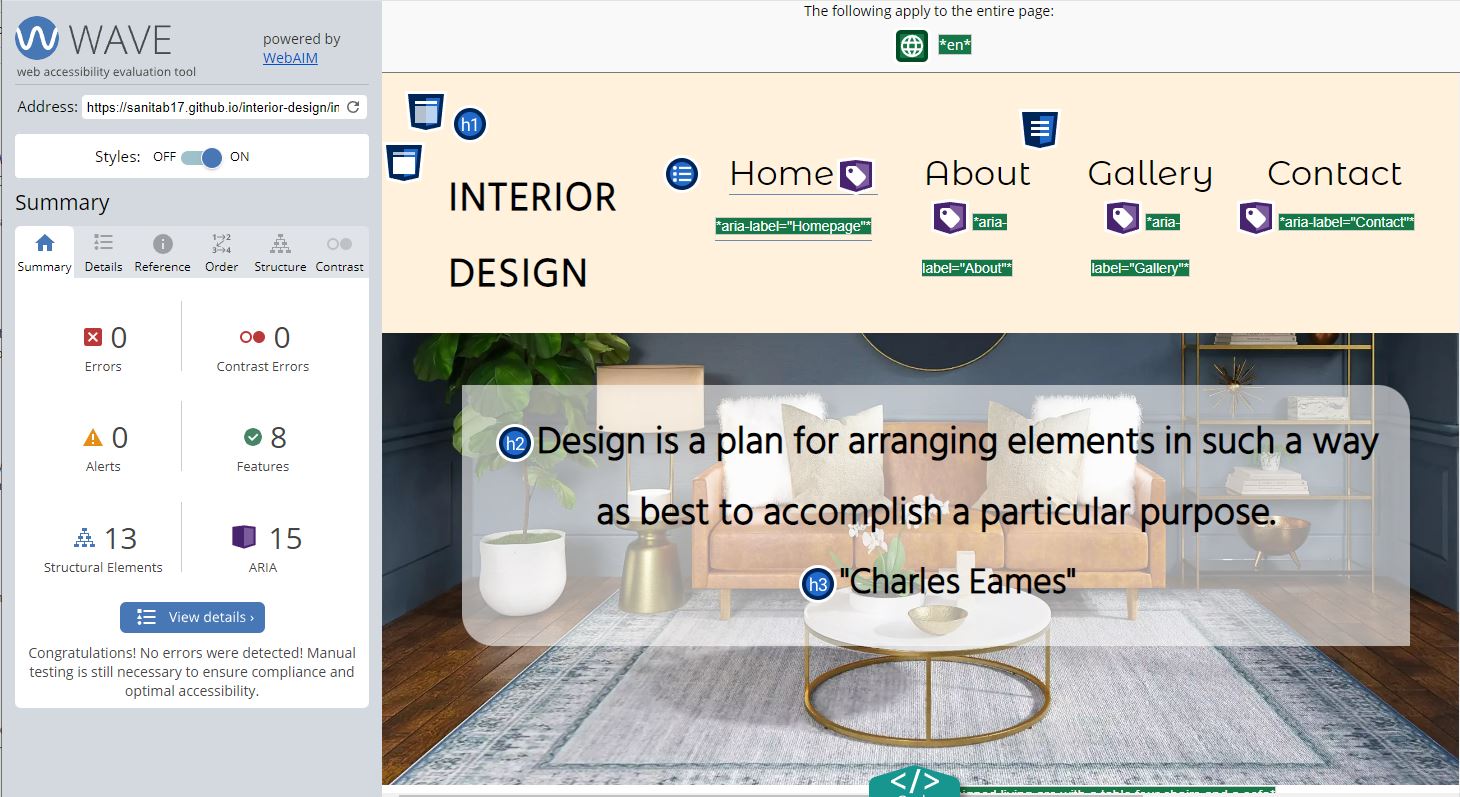 WAVE
powered by
WebAIM
web accessibility evaluation tool
Address: https://sanitab17.github.io/interior-design/in
Styles: OFF ON
Summary
Summary Details Reference Order Structure Contrast
0 0
Errors Contrast Errors
0 8
Alerts Features
13 15
Structural Elements ARIA
View details ›
Congratulations! No errors were detected! Manual
testing is still necessary to ensure compliance and
optimal accessibility.
The following apply to the entire page:
*en*
h1
INTERIOR
DESIGN
Home About Gallery Contact
*aria-label="Homepage"* *aria- *aria- *aria-label="Contact"*
label="About"* label="Gallery"*
h2 Design is a plan for arranging elements in such a way
as best to accomplish a particular purpose.
h3 "Charles Eames"
</>